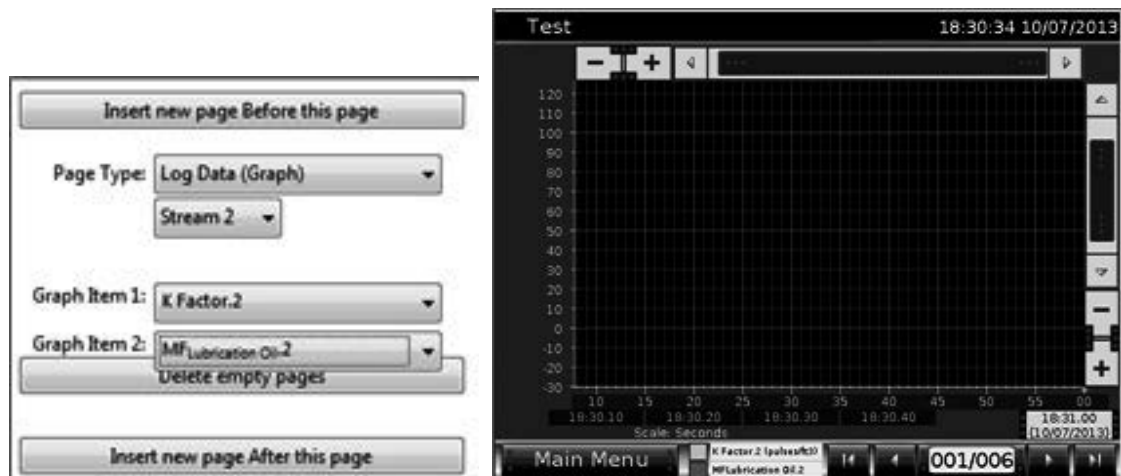 Insert new page Before this page
Page Type: Log Data (Graph)
Stream 2
Graph Item 1: K Factor.2
Graph Item 2: MFLubrication Oil.2
Delete empty pages
Insert new page After this page
Test 18:30:34 10/07/2013
- +
120
110
100
90
80
70
60
50
40
30
20
10
0
-10
-20
-30
-
+
10 15 20 25 30 35 40 45 50 55 00
18:30.10 18:30.20 18:30.30 18:30.40 18:31.00
Scale: Seconds (10/07/2013)
Main Menu
K Factor.2 (pulses/ft³)
MFLubrication Oil.2
001/006